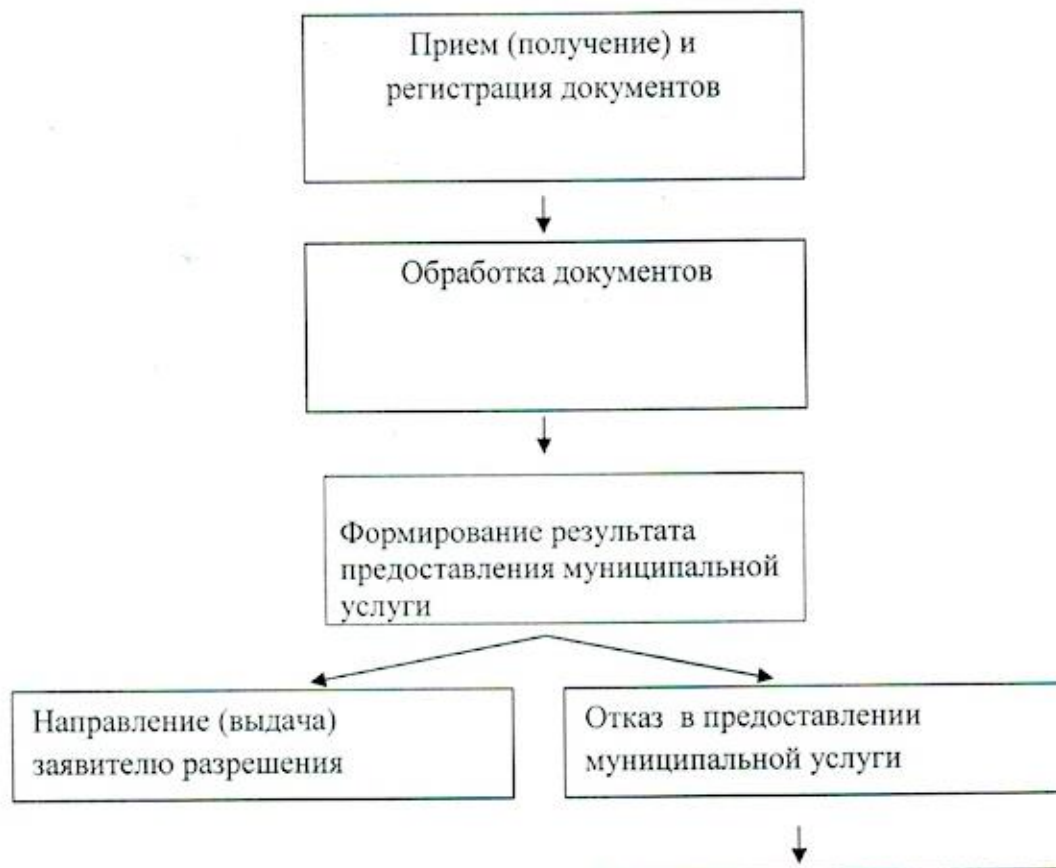 Прием (получение) и
регистрация документов
Обработка документов
Формирование результата
предоставления муниципальной
услуги
Направление (выдача)
заявителю разрешения
Отказ в предоставлении
муниципальной услуги